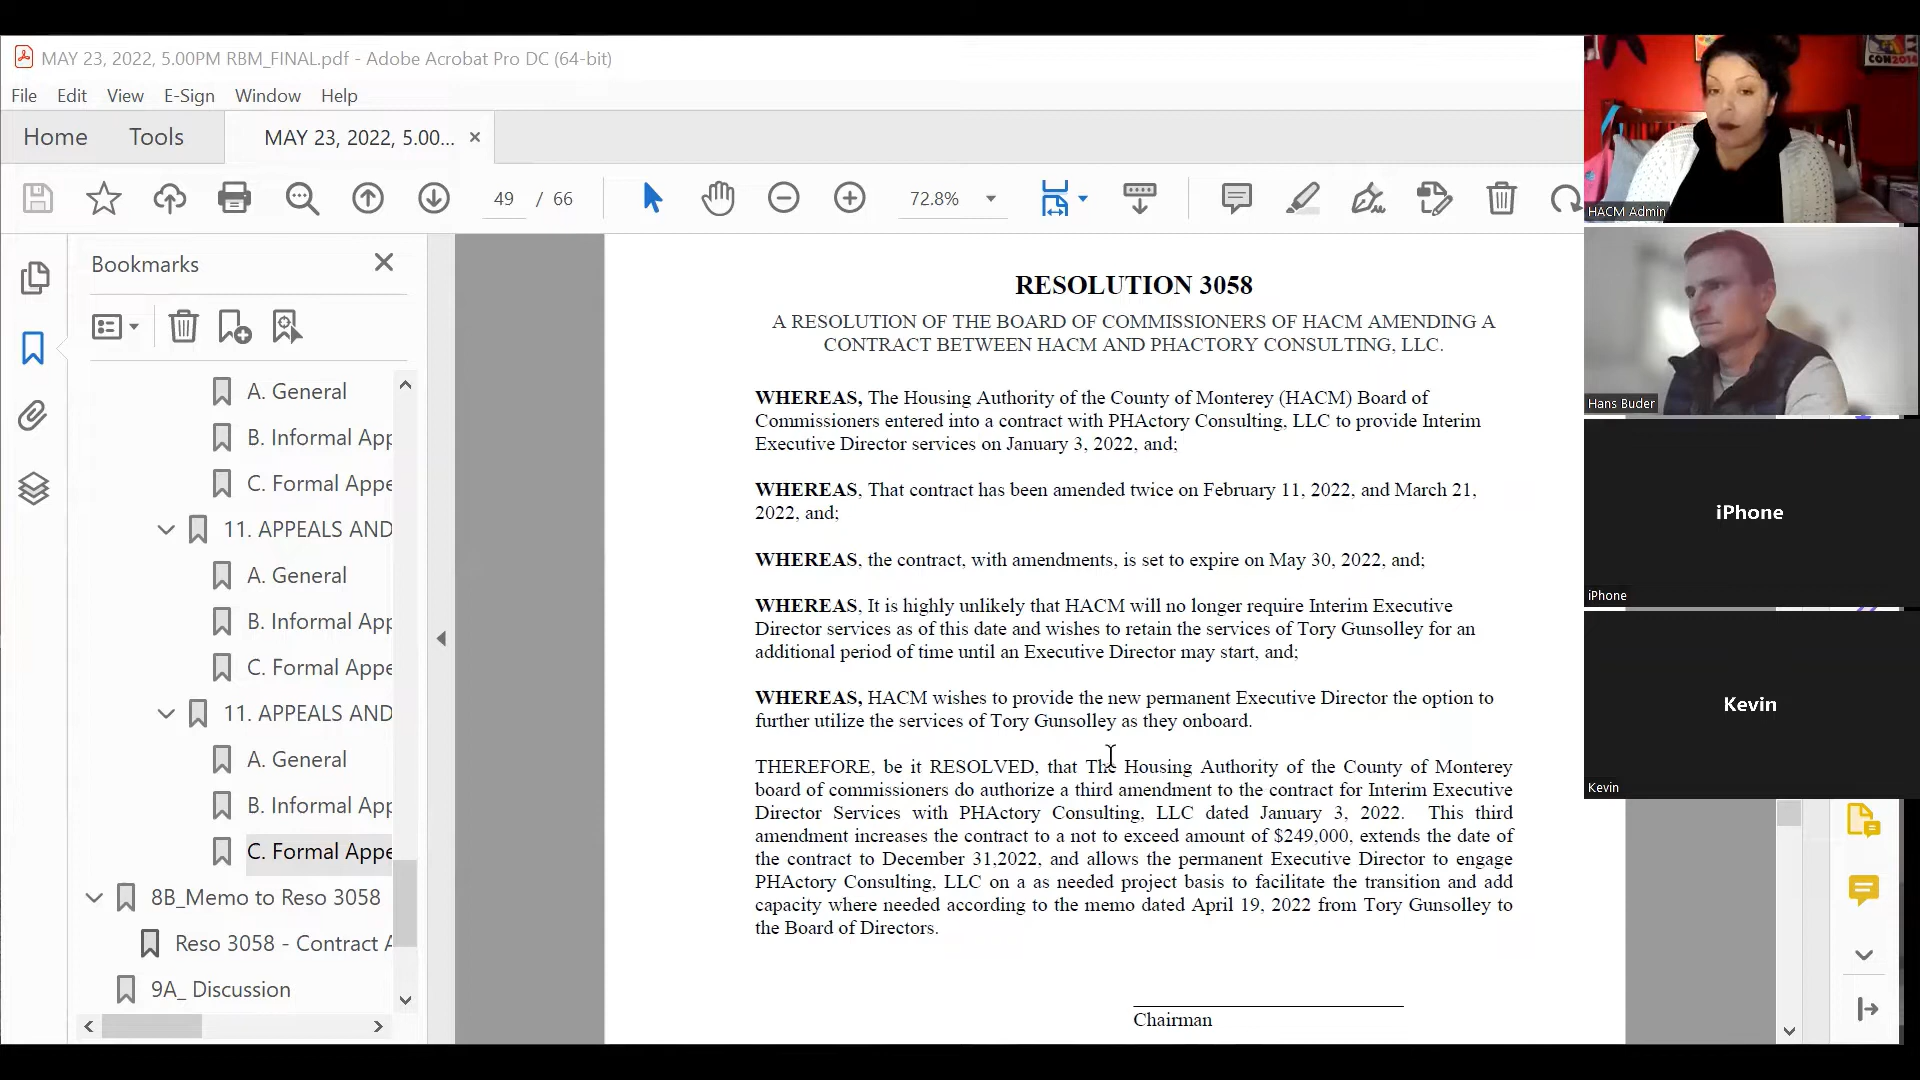 MAY 23, 2022, 5.00PM RBM_FINAL.pdf - Adobe Acrobat Pro DC (64-bit)
File Edit View E-Sign Window Help
Home Tools MAY 23, 2022, 5.00...
49 / 66 72.8%
Bookmarks
A. General
B. Informal App
C. Formal Appe
11. APPEALS AND
A. General
B. Informal App
C. Formal Appe
11. APPEALS AND
A. General
B. Informal App
C. Formal Appe
8B_Memo to Reso 3058
Reso 3058 - Contract A
9A_ Discussion
RESOLUTION 3058
A RESOLUTION OF THE BOARD OF COMMISSIONERS OF HACM AMENDING A
CONTRACT BETWEEN HACM AND PHACTORY CONSULTING, LLC.
WHEREAS, The Housing Authority of the County of Monterey (HACM) Board of
Commissioners entered into a contract with PHActory Consulting, LLC to provide Interim
Executive Director services on January 3, 2022, and;
WHEREAS, That contract has been amended twice on February 11, 2022, and March 21,
2022, and;
WHEREAS, the contract, with amendments, is set to expire on May 30, 2022, and;
WHEREAS, It is highly unlikely that HACM will no longer require Interim Executive
Director services as of this date and wishes to retain the services of Tory Gunsolley for an
additional period of time until an Executive Director may start, and;
WHEREAS, HACM wishes to provide the new permanent Executive Director the option to
further utilize the services of Tory Gunsolley as they onboard.
THEREFORE, be it RESOLVED, that The Housing Authority of the County of Monterey
board of commissioners do authorize a third amendment to the contract for Interim Executive
Director Services with PHActory Consulting, LLC dated January 3, 2022. This third
amendment increases the contract to a not to exceed amount of $249,000, extends the date of
the contract to December 31,2022, and allows the permanent Executive Director to engage
PHActory Consulting, LLC on a as needed project basis to facilitate the transition and add
capacity where needed according to the memo dated April 19, 2022 from Tory Gunsolley to
the Board of Directors.
Chairman
CON2014
HACM Admin
Hans Buder
iPhone
iPhone
Kevin
Kevin